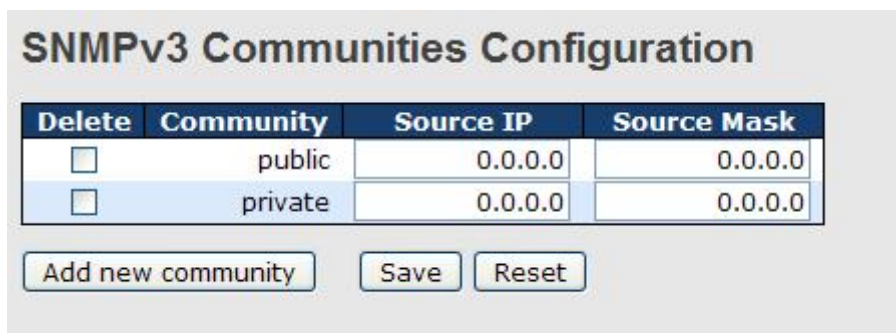 SNMPv3 Communities Configuration
Delete Community Source IP Source Mask
public 0.0.0.0 0.0.0.0
private 0.0.0.0 0.0.0.0
Add new community Save Reset